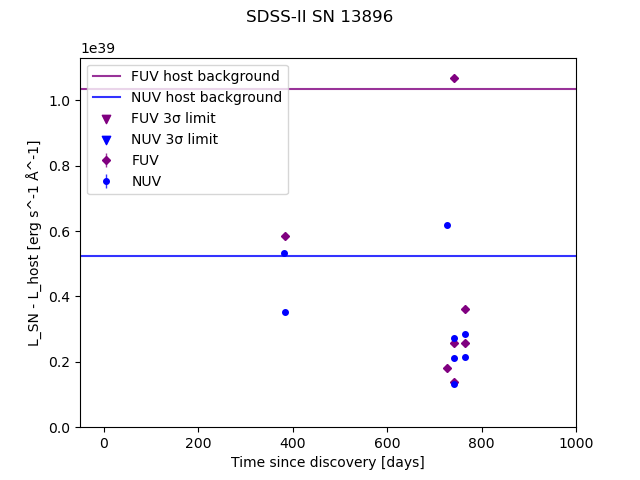 SDSS-II SN 13896
1e39
FUV host background
NUV host background
FUV 3σ limit
NUV 3σ limit
FUV
NUV
L_SN - L_host [erg s^-1 Å^-1]
1.0
0.8
0.6
0.4
0.2
0.0
0 200 400 600 800 1000
Time since discovery [days]